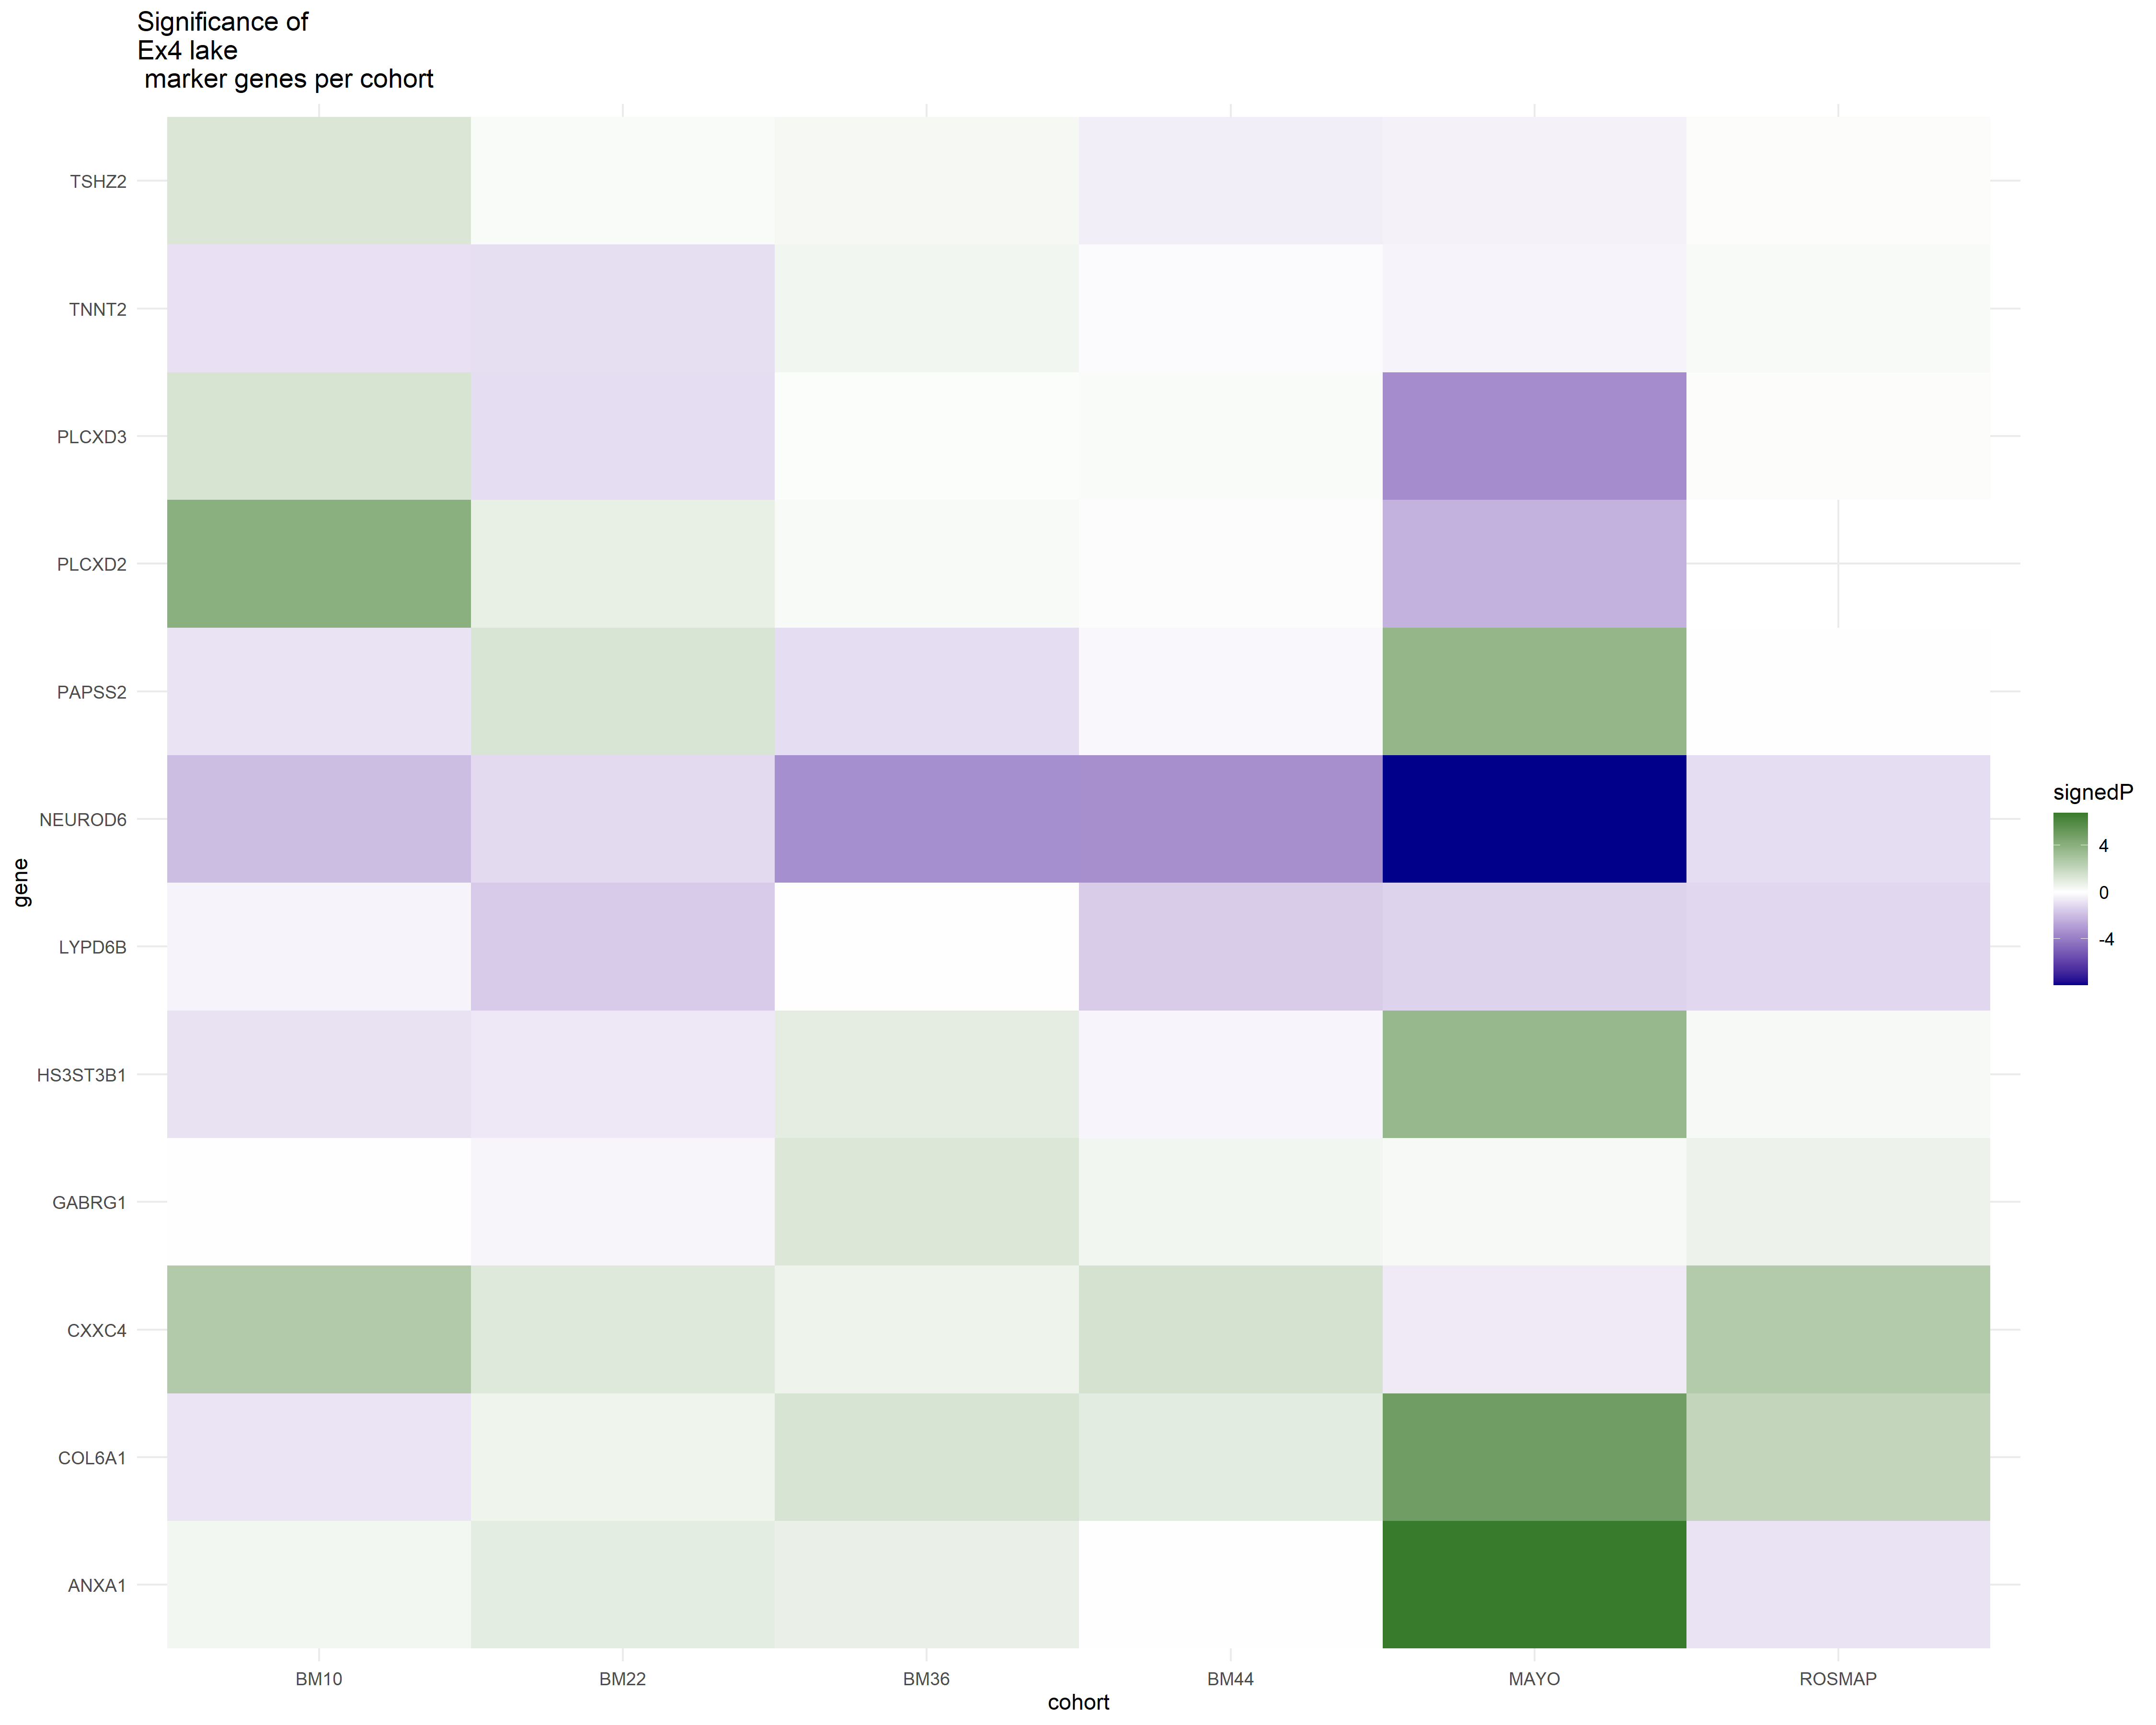 Significance of
Ex4 lake
marker genes per cohort
TSHZ2
TNNT2
PLCXD3
PLCXD2
PAPSS2
NEUROD6
LYPD6B
HS3ST3B1
GABRG1
CXXC4
COL6A1
ANXA1
gene
BM10
BM22
BM36
BM44
MAYO
ROSMAP
cohort
signedP
4
0
-4